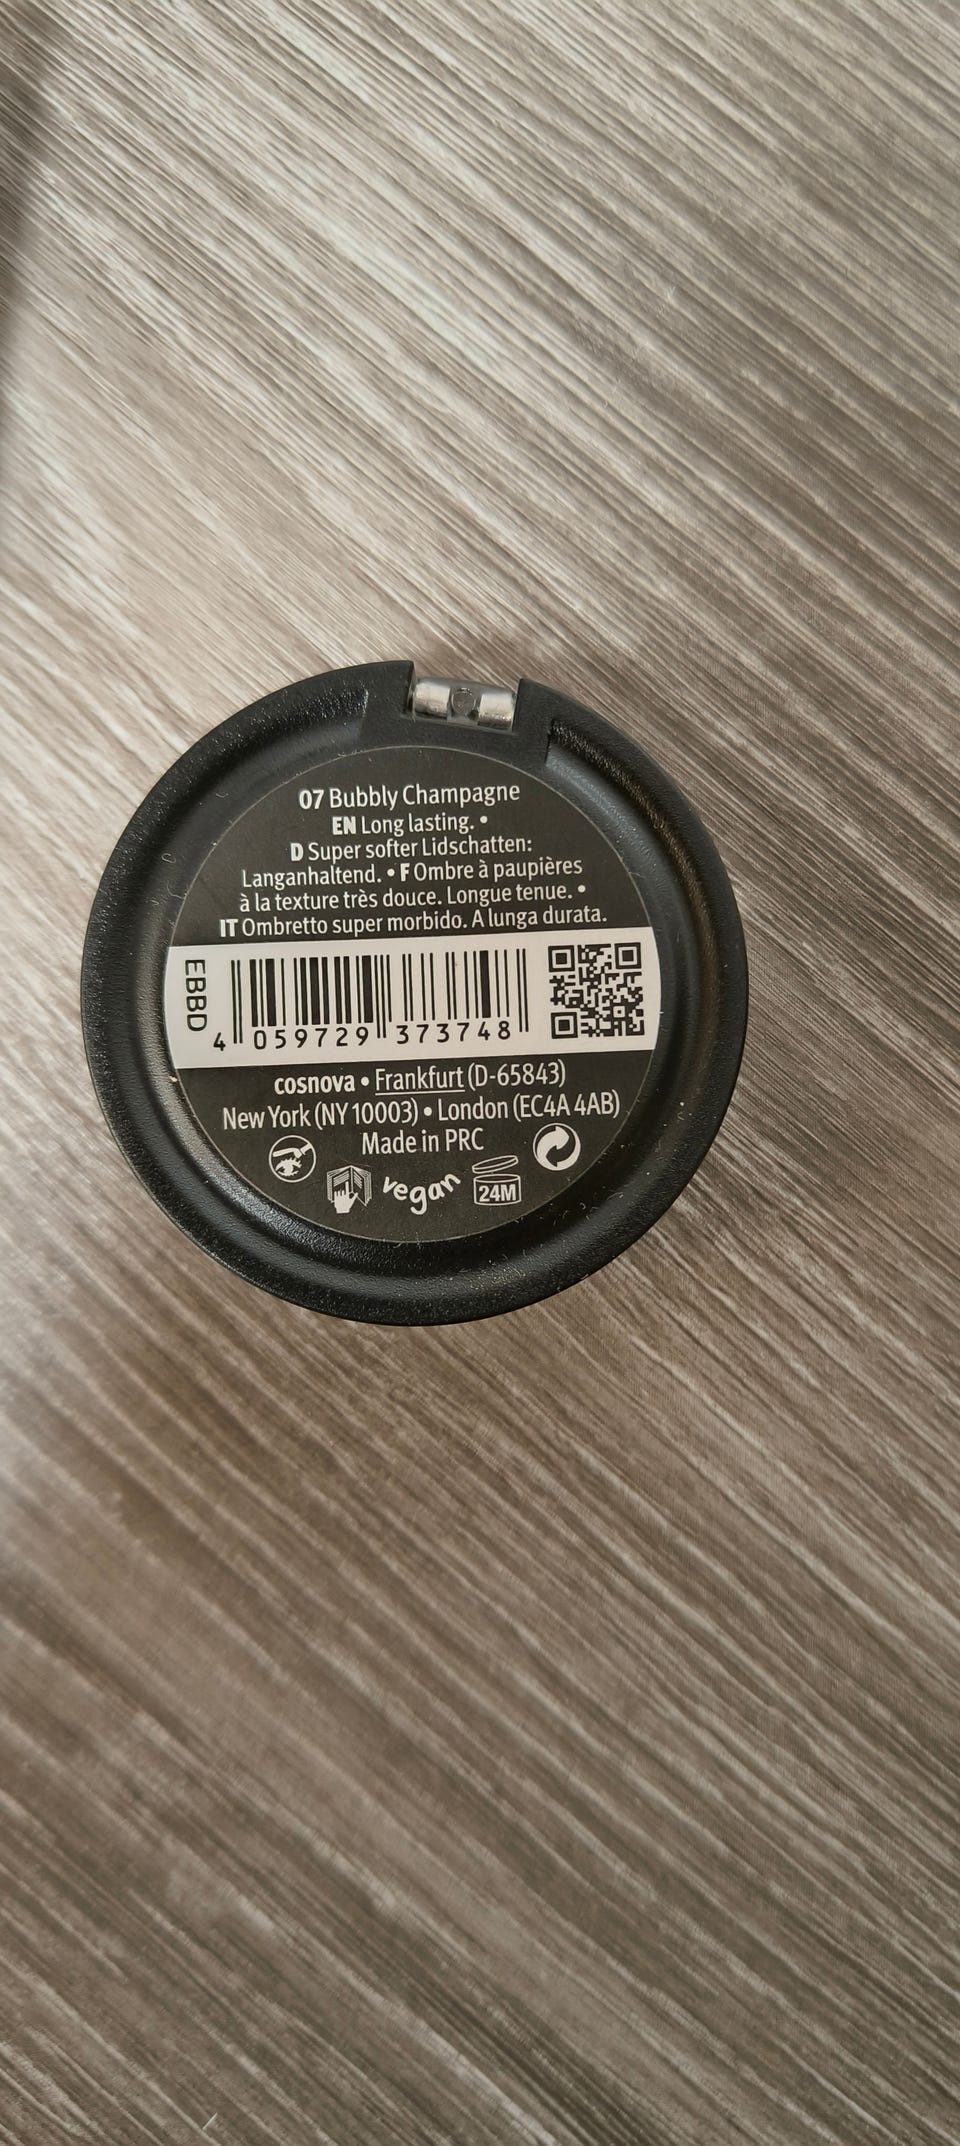 07 Bubbly Champagne
EN Long lasting. •
D Super softer Lidschatten:
Langanhaltend. • F Ombre à paupières
à la texture très douce. Longue tenue. •
IT Ombretto super morbido. A lunga durata.
EBBD
4 059729 373748
cosnova • Frankfurt (D-65843)
New York (NY 10003) • London (EC4A 4AB)
Made in PRC
vegan
24M